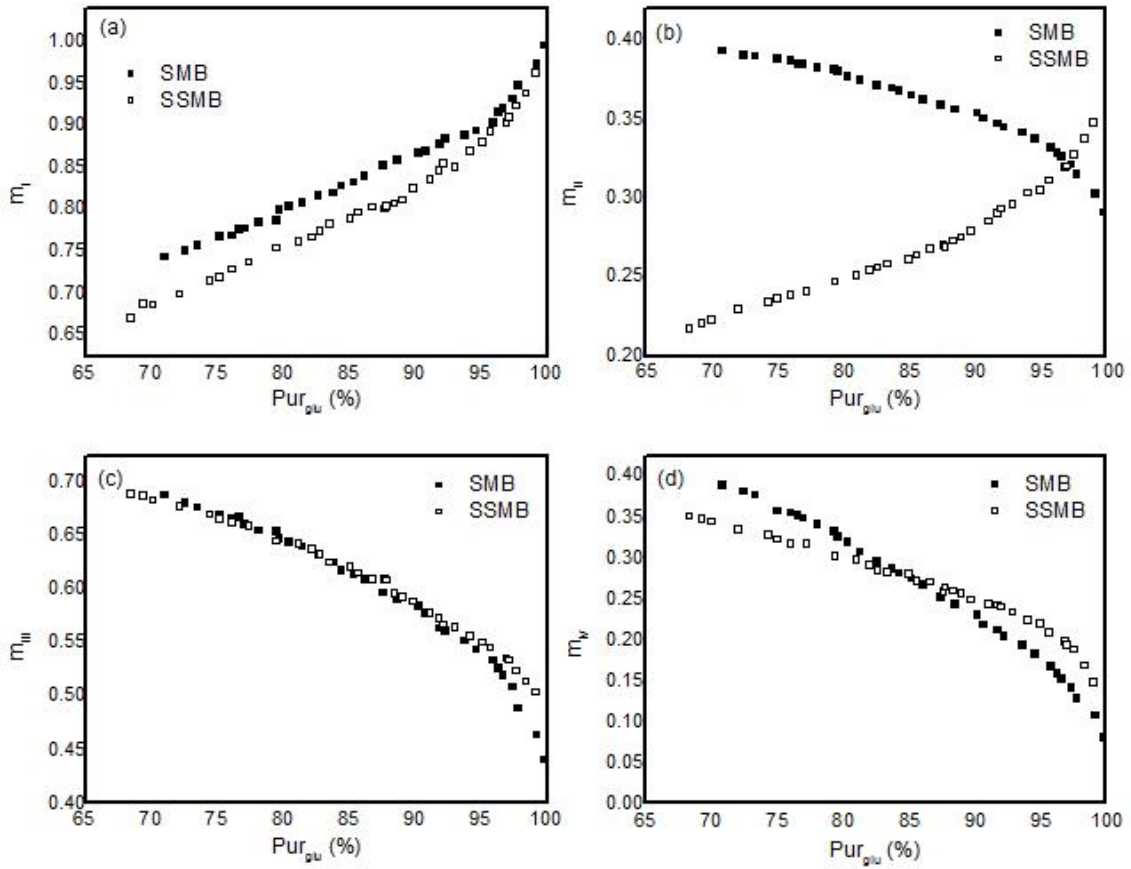 (a)
SMB
SSMB
1.00
0.95
0.90
0.85
0.80
0.75
0.70
0.65
m_I
65 70 75 80 85 90 95 100
Pur_glu (%)
(b)
SMB
SSMB
0.40
0.35
0.30
0.25
0.20
m_II
65 70 75 80 85 90 95 100
Pur_glu (%)
(c)
SMB
SSMB
0.70
0.65
0.60
0.55
0.50
0.45
0.40
m_III
65 70 75 80 85 90 95 100
Pur_glu (%)
(d)
SMB
SSMB
0.40
0.35
0.30
0.25
0.20
0.15
0.10
0.00
m_IV
65 70 75 80 85 90 95 100
Pur_glu (%)